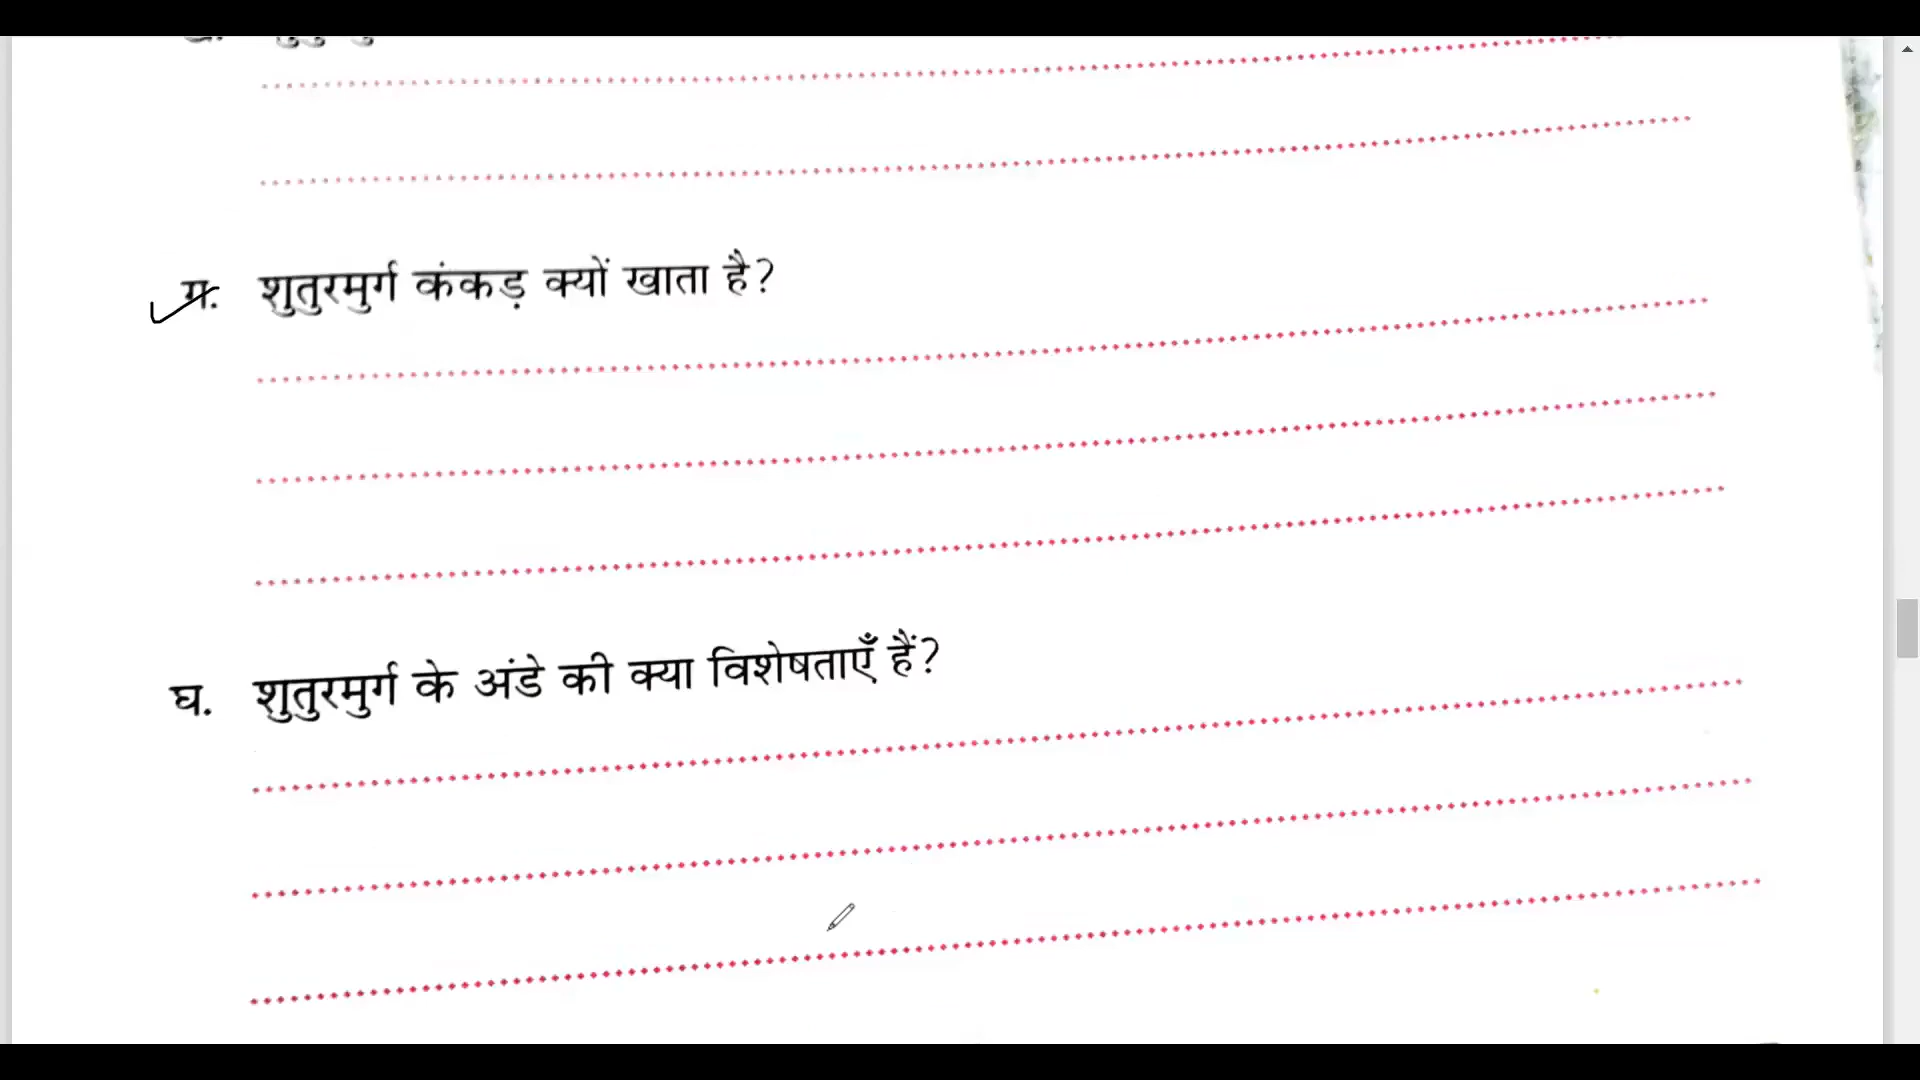 ग. शुतुरमुर्ग कंकड़ क्यों खाता है?
घ. शुतुरमुर्ग के अंडे की क्या विशेषताएँ हैं?